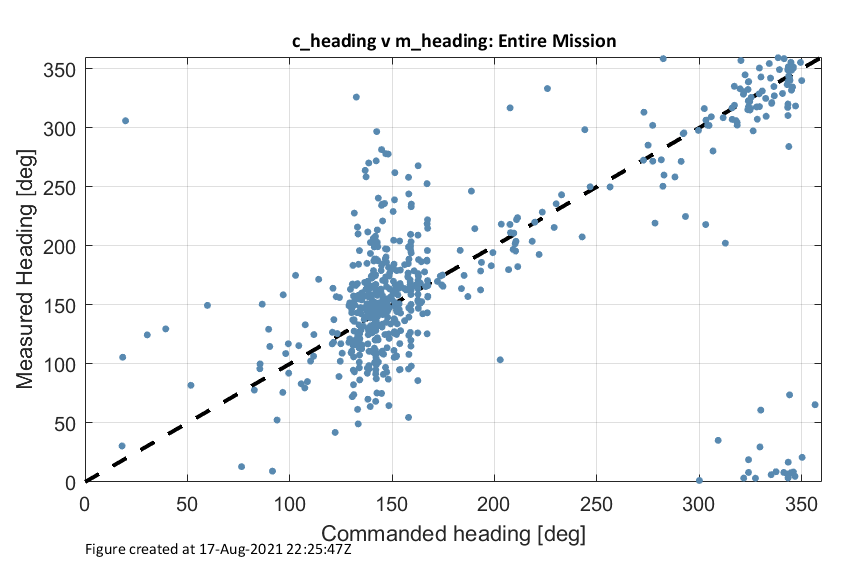 c_heading v m_heading: Entire Mission
350
300
250
200
150
100
50
0
Measured Heading [deg]
0 50 100 150 200 250 300 350
Commanded heading [deg]
Figure created at 17-Aug-2021 22:25:47Z